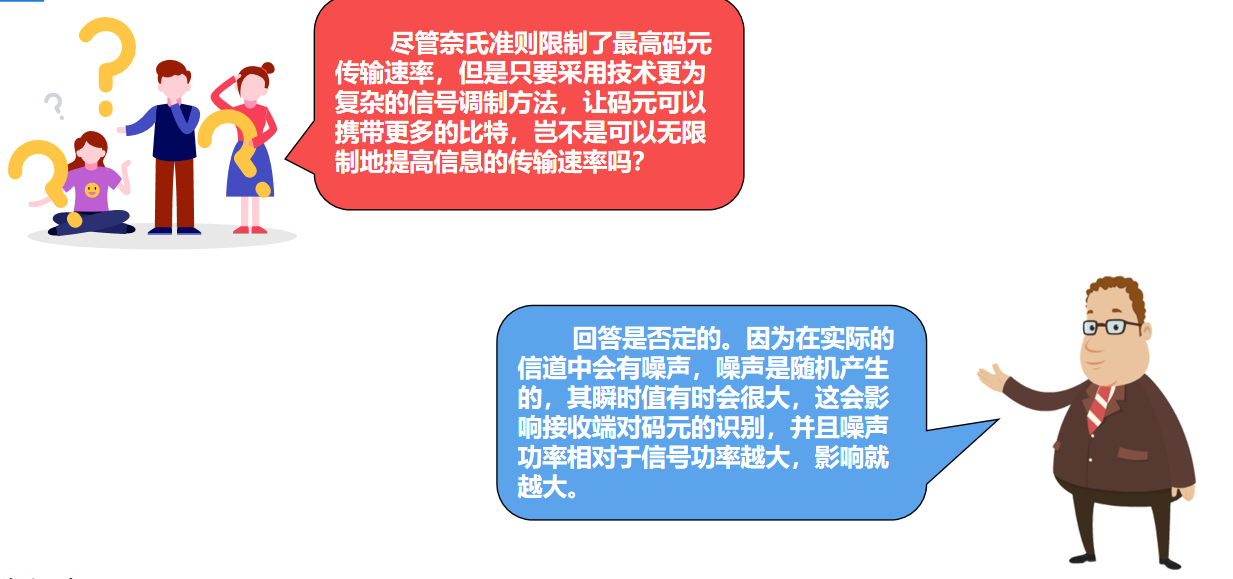 尽管奈氏准则限制了最高码元
传输速率，但是只要采用技术更为
复杂的信号调制方法，让码元可以
携带更多的比特，岂不是可以无限
制地提高信息的传输速率吗？
回答是否定的。因为在实际的
信道中会有噪声，噪声是随机产生
的，其瞬时值有时会很大，这会影
响接收端对码元的识别，并且噪声
功率相对于信号功率越大，影响就
越大。